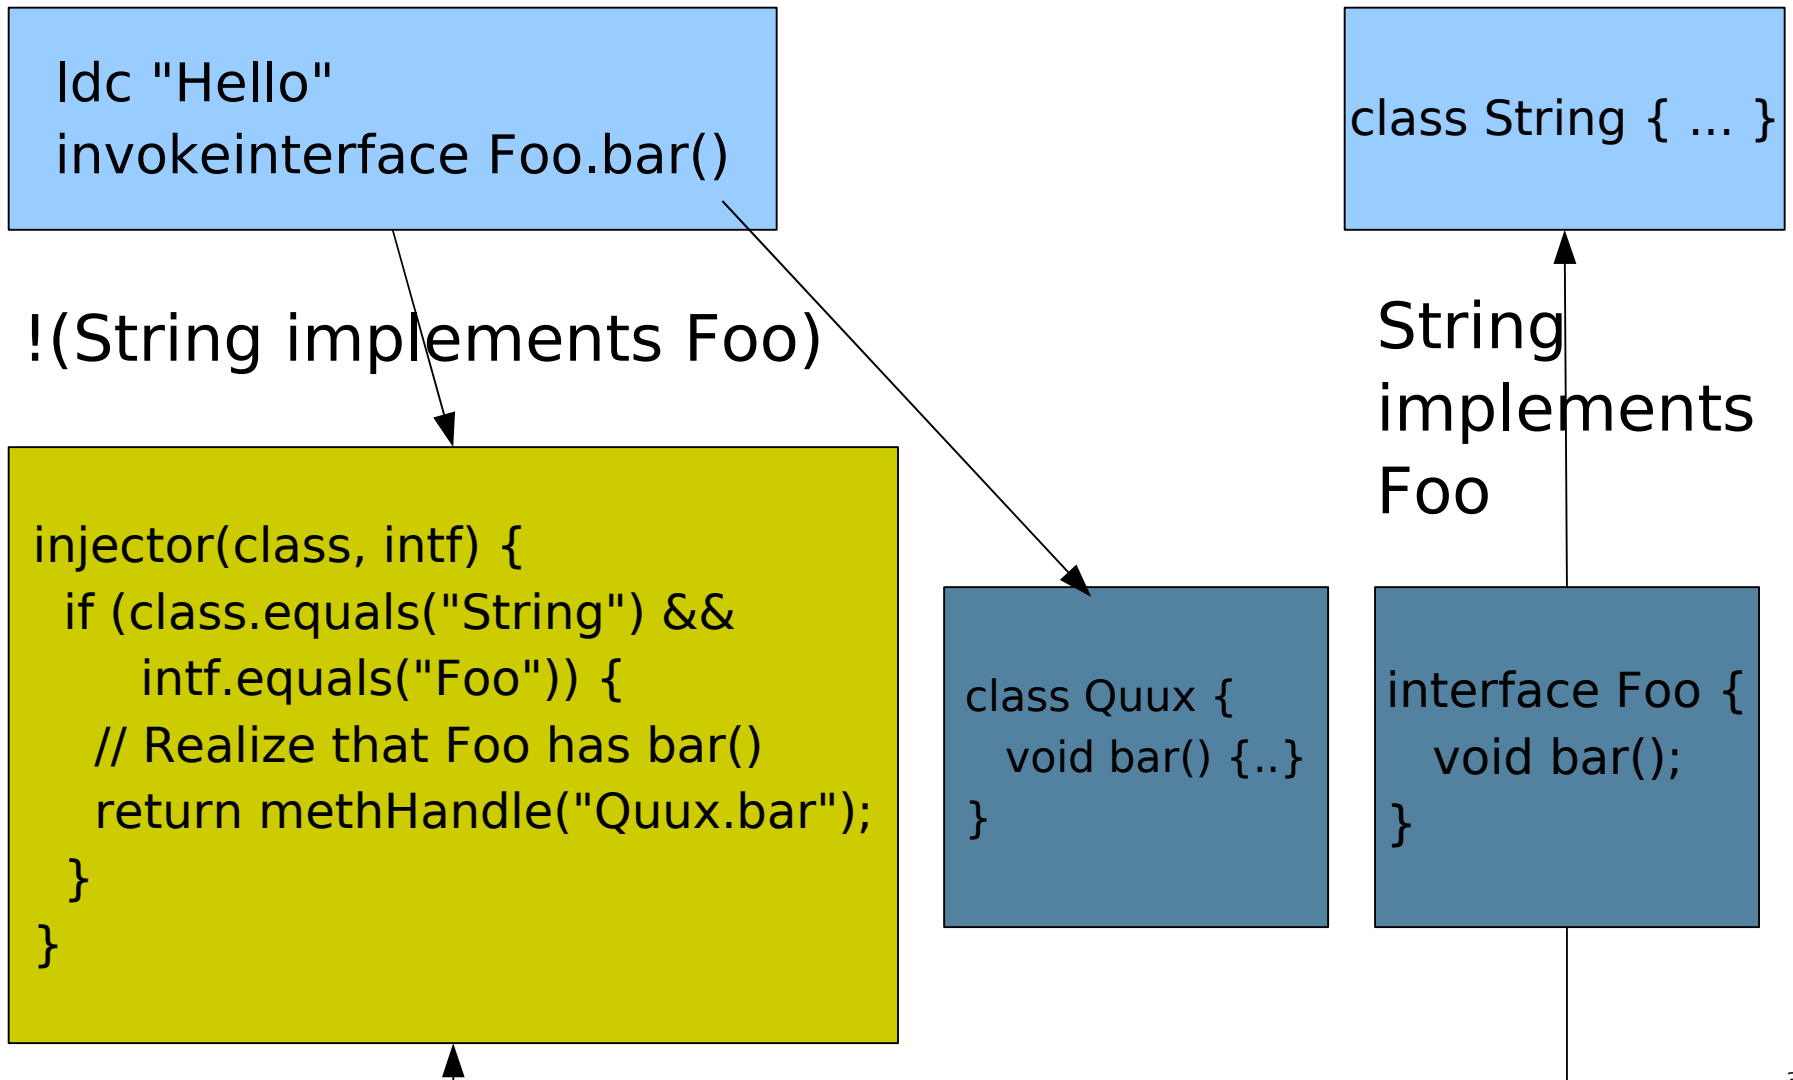 ldc "Hello"
invokeinterface Foo.bar()
class String { ... }
!(String implements Foo)
String
implements
Foo
injector(class, intf) {
if (class.equals("String") &&
intf.equals("Foo")) {
// Realize that Foo has bar()
return methHandle("Quux.bar");
}
}
class Quux {
void bar() {..}
}
interface Foo {
void bar();
}